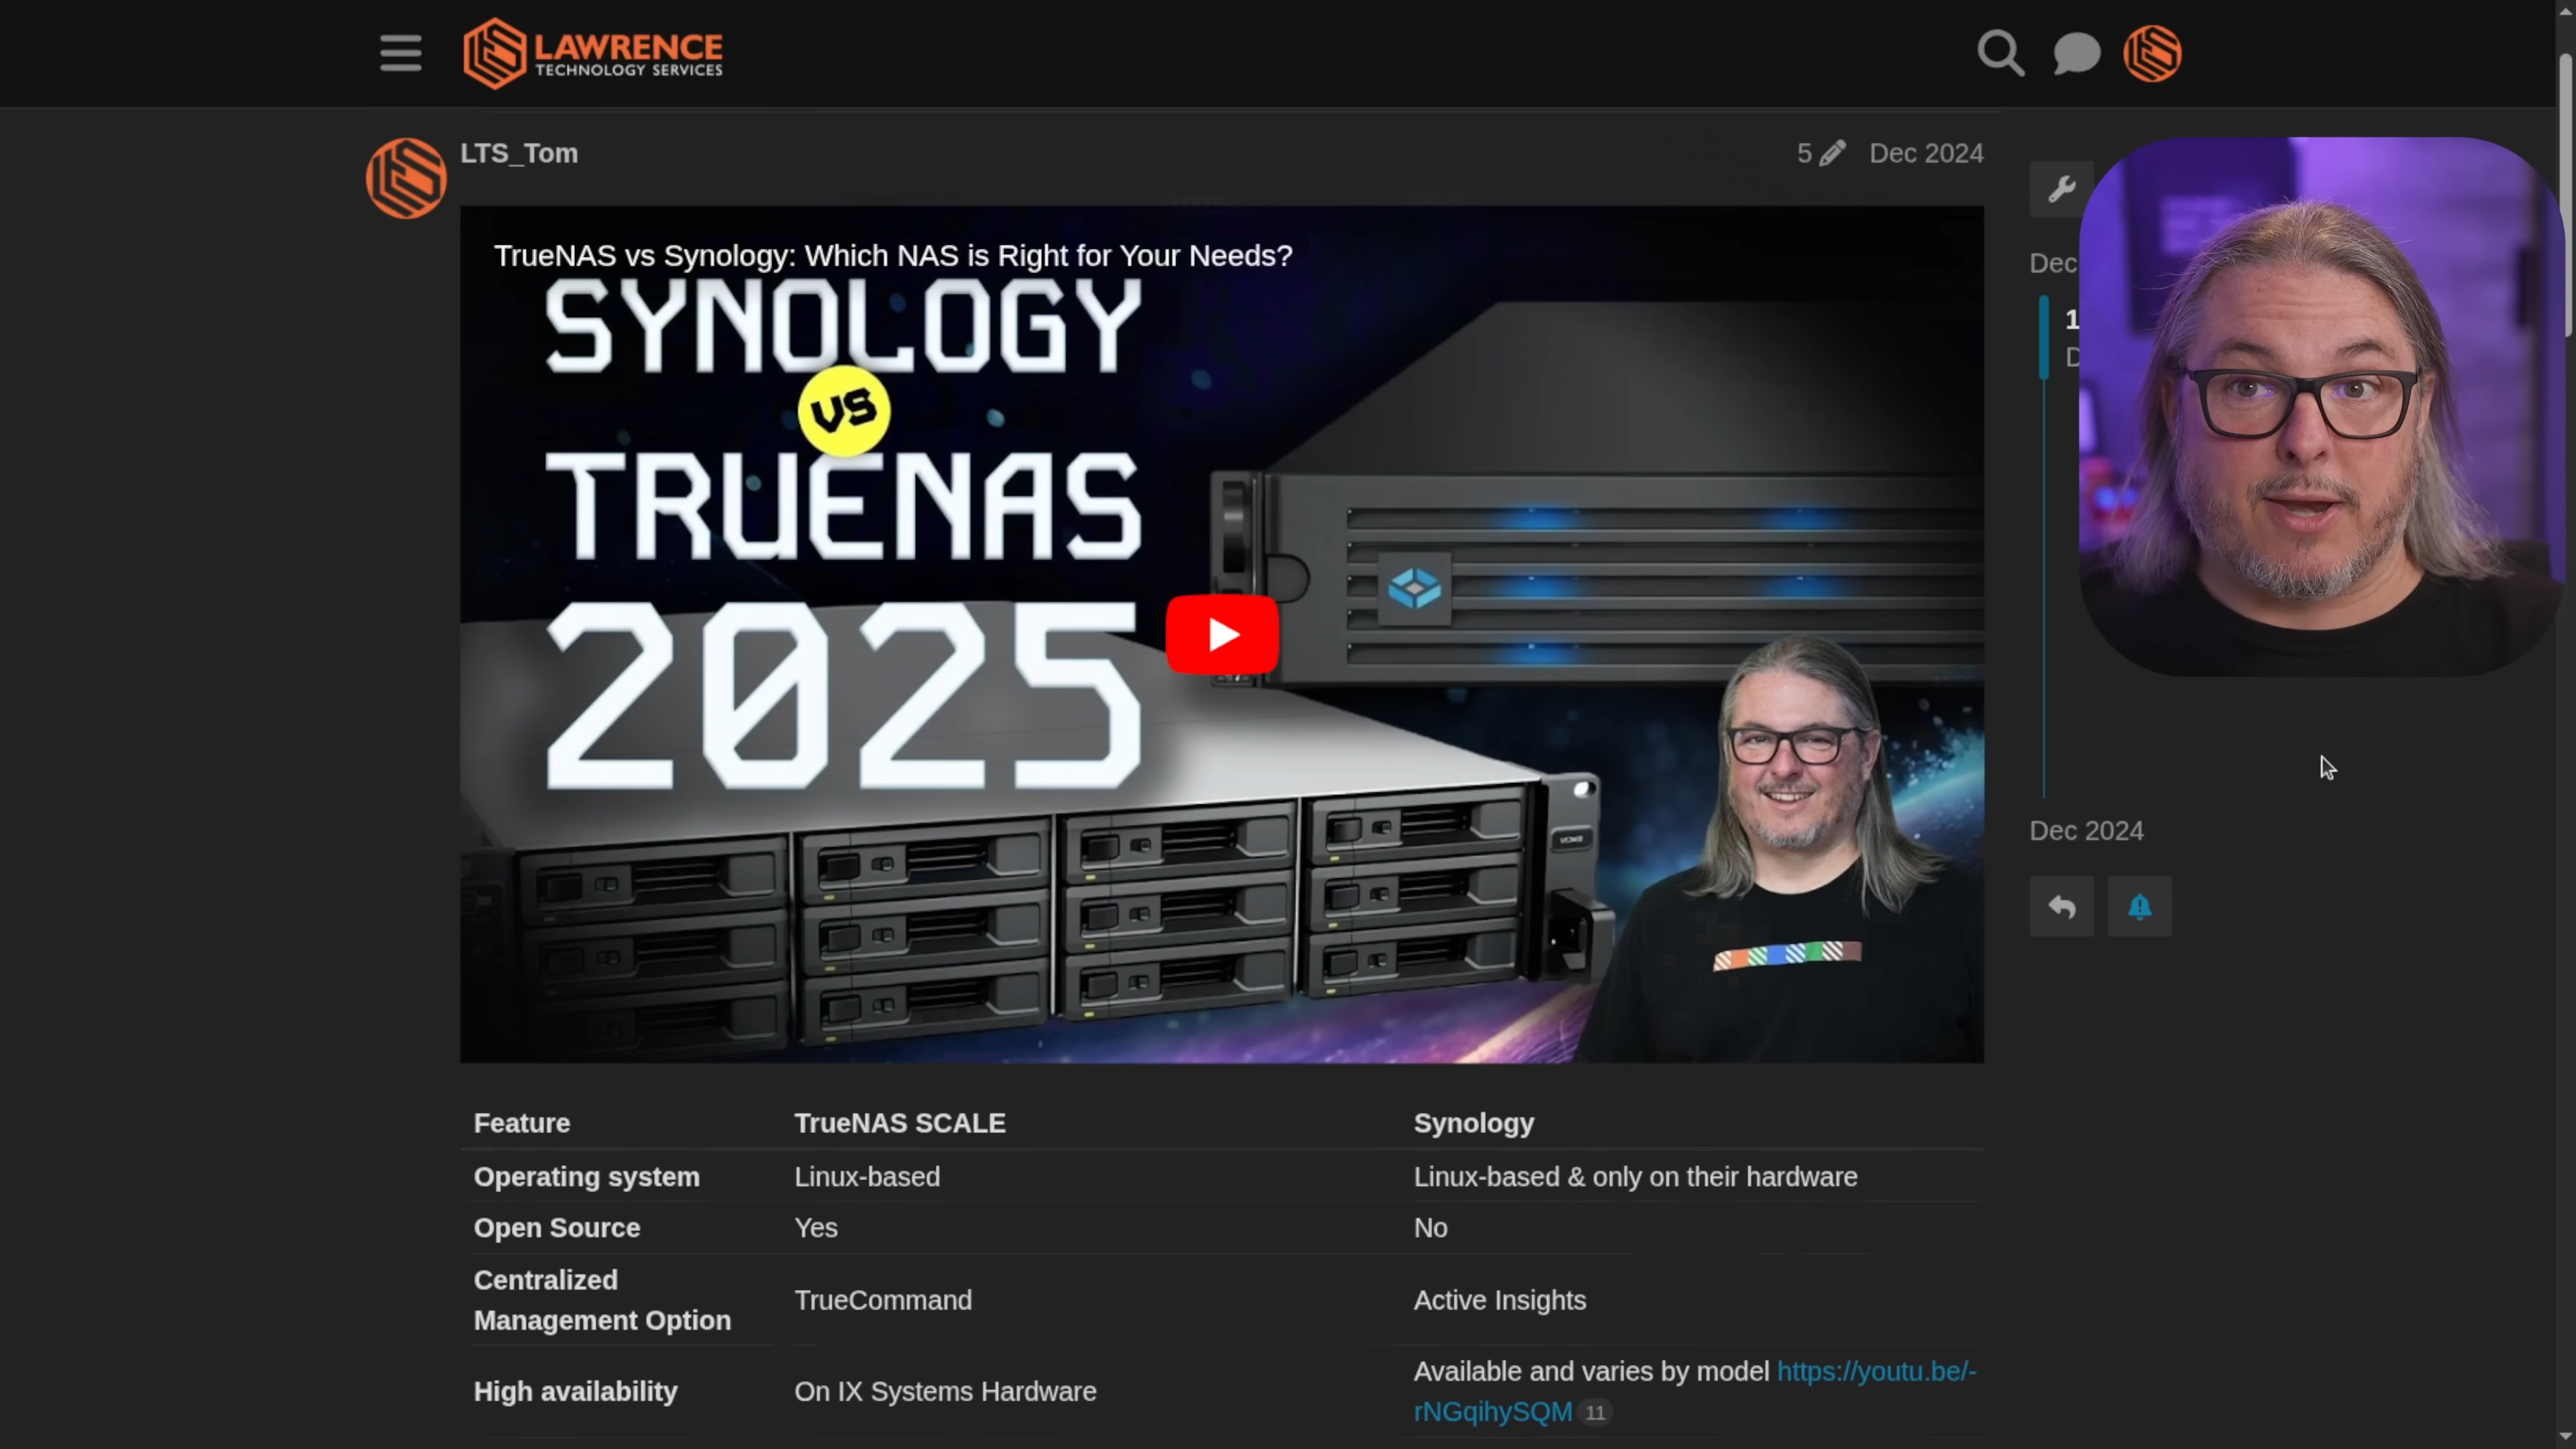 LAWRENCE
TECHNOLOGY SERVICES
LTS_Tom
5
Dec 2024
TrueNAS vs Synology: Which NAS is Right for Your Needs?
SYNOLOGY
VS
TRUENAS
2025
Dec
1
D
Dec 2024
Feature TrueNAS SCALE Synology
Operating system Linux-based Linux-based & only on their hardware
Open Source Yes No
Centralized
Management Option TrueCommand Active Insights
High availability On IX Systems Hardware Available and varies by model https://youtu.be/-
rNGqihySQM 11